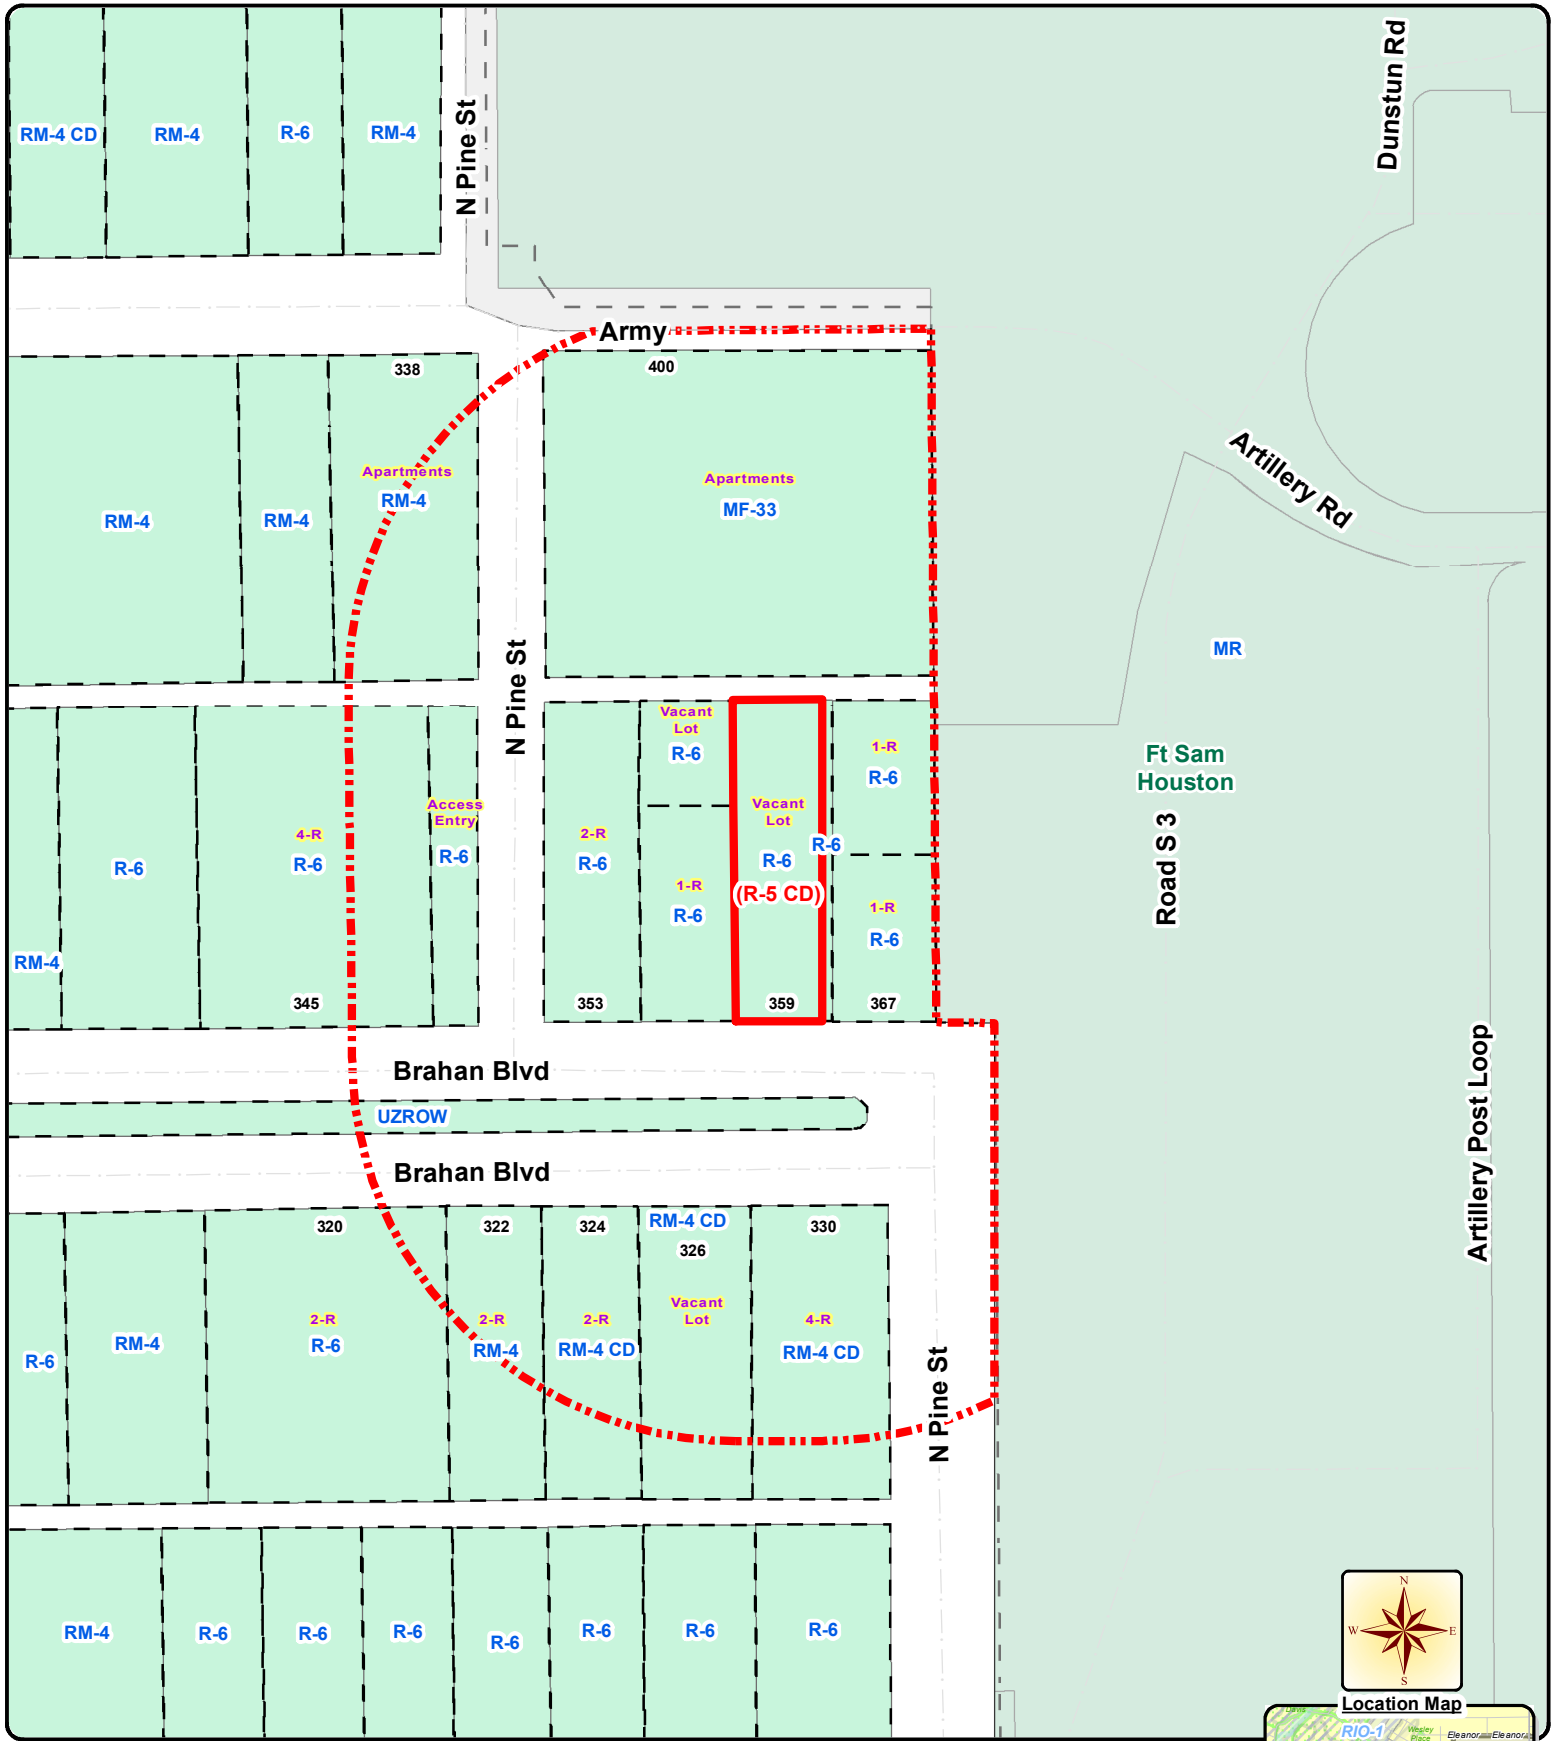 Dunstun Rd
RM-4 CD
RM-4
R-6
RM-4
N Pine St
Army
338
400
Apartments
RM-4
Apartments
MF-33
RM-4
RM-4
Artillery Rd
N Pine St
MR
Vacant
Lot
R-6
1-R
R-6
Ft Sam
Houston
Access
Entry
R-6
4-R
R-6
R-6
2-R
R-6
Vacant
Lot
R-6
(R-5 CD)
R-6
1-R
R-6
1-R
R-6
Road S 3
RM-4
345
353
359
367
Brahan Blvd
UZROW
Brahan Blvd
Artillery Post Loop
320
322
324
RM-4 CD
326
330
Vacant
Lot
2-R
R-6
2-R
RM-4
2-R
RM-4 CD
4-R
RM-4 CD
RM-4
R-6
N Pine St
RM-4
R-6
R-6
R-6
R-6
R-6
R-6
R-6
N
W
E
S
Location Map
Davis
RIO-1
Wesley
Place
Eleanor
Eleanor